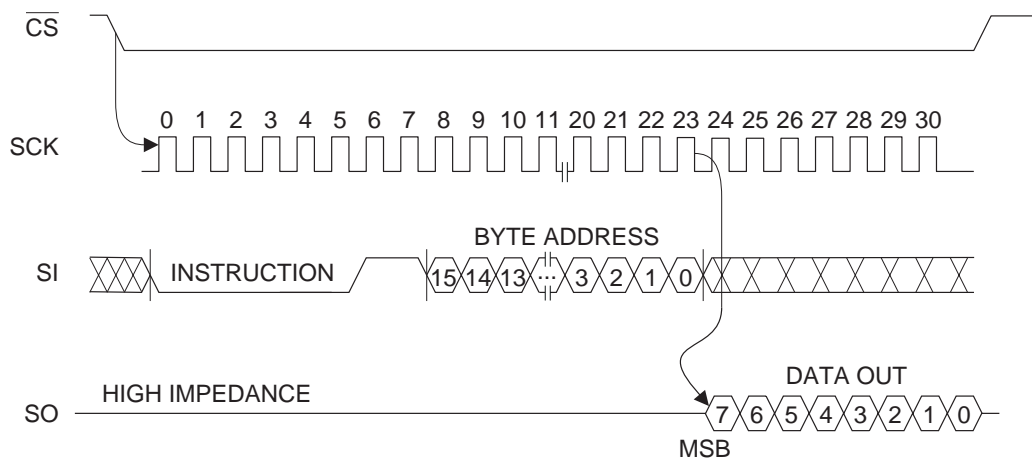 CS
0 1 2 3 4 5 6 7 8 9 10 11 20 21 22 23 24 25 26 27 28 29 30
SCK
BYTE ADDRESS
SI INSTRUCTION 15 14 13 ... 3 2 1 0
DATA OUT
HIGH IMPEDANCE
SO 7 6 5 4 3 2 1 0
MSB